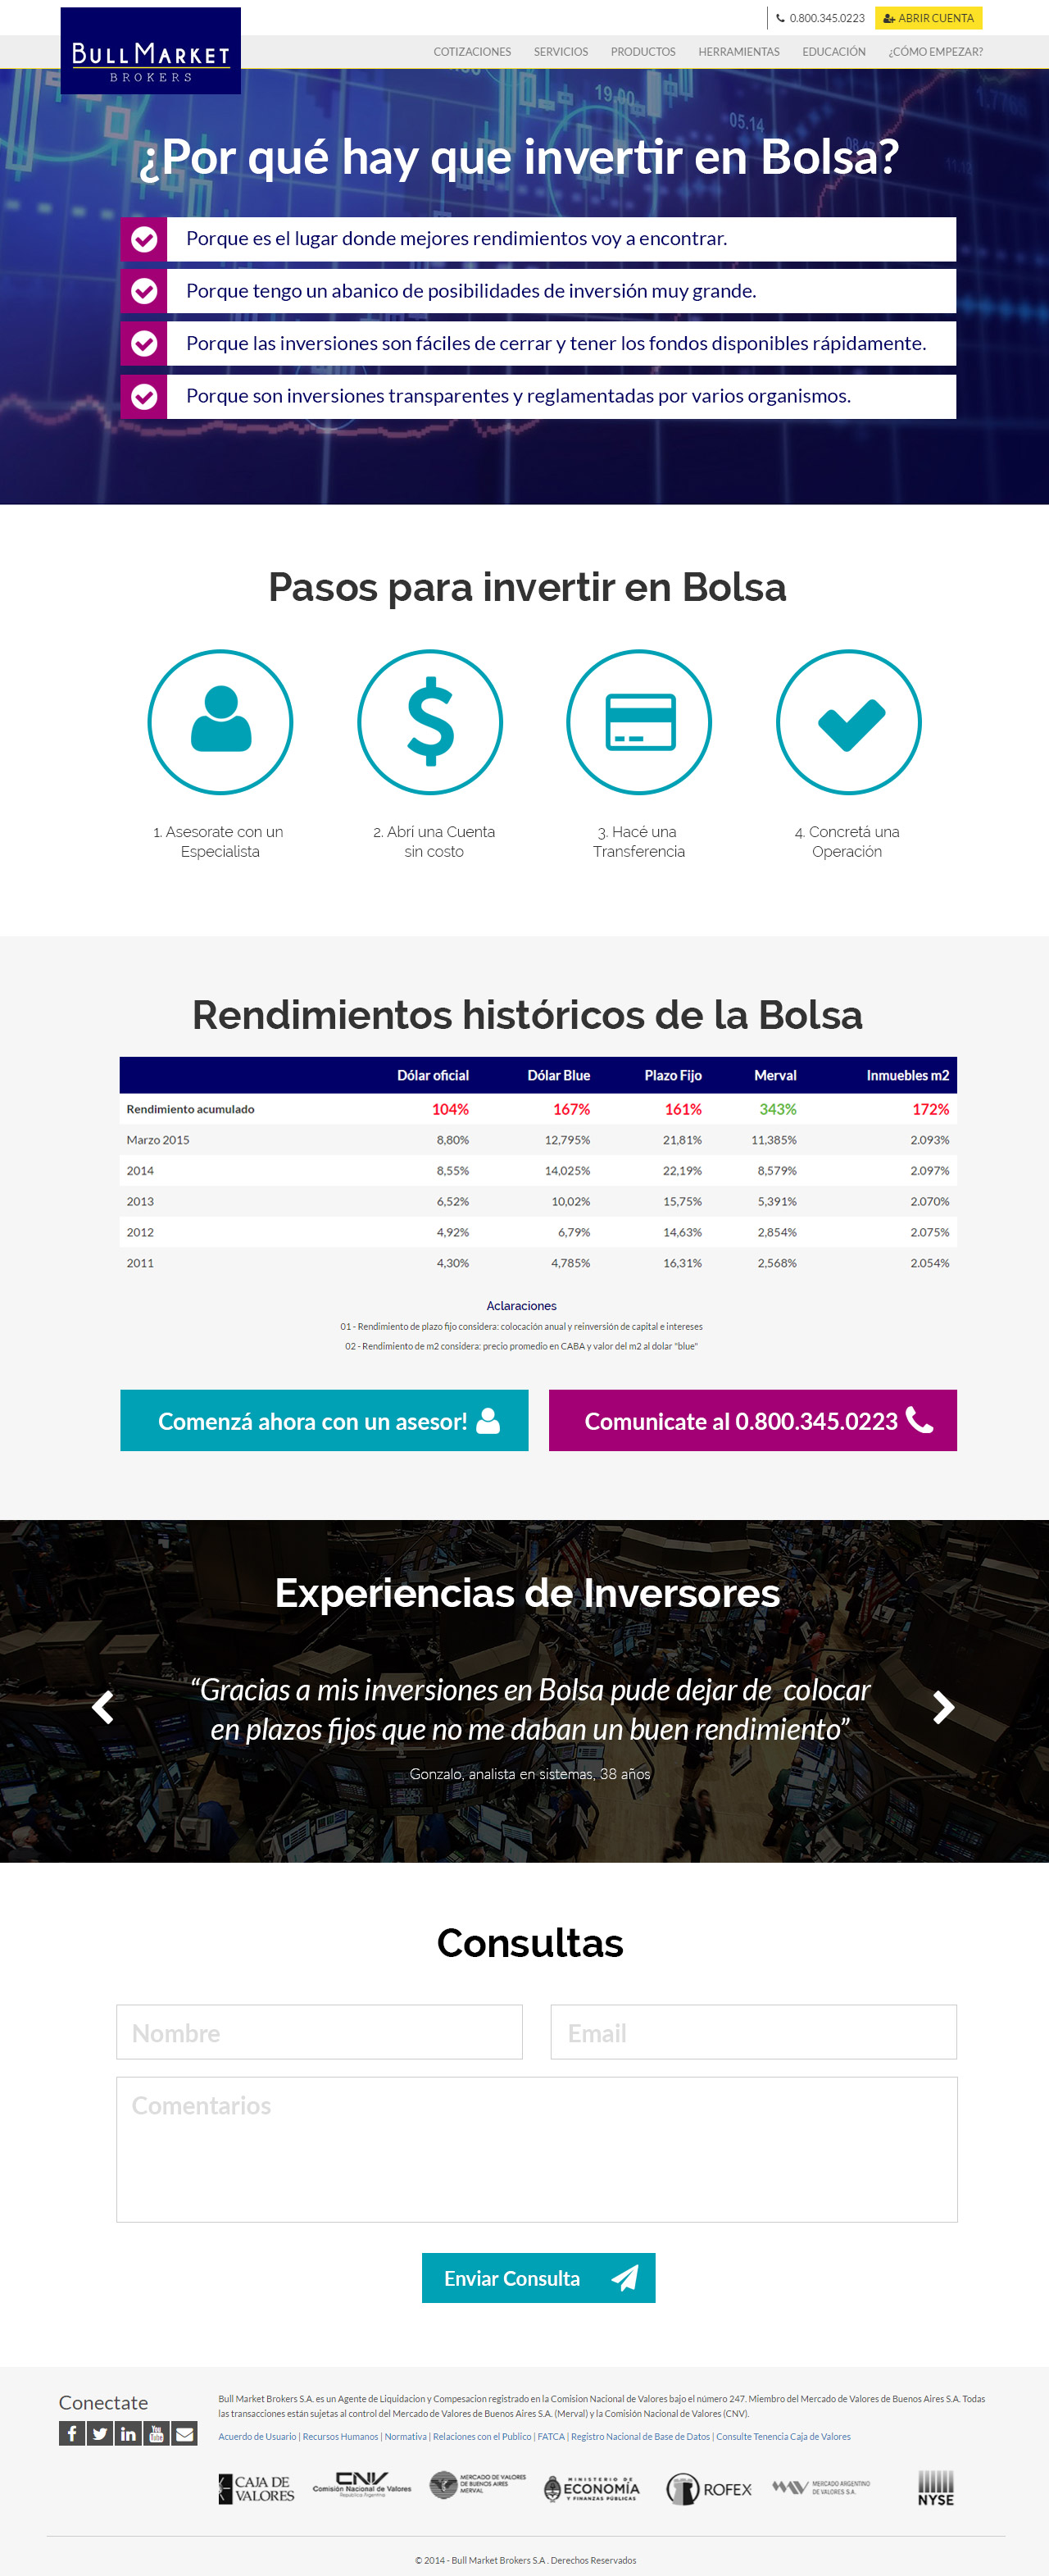 0.800.345.0223
ABRIR CUENTA
BULLMARKET
BROKERS
COTIZACIONES SERVICIOS PRODUCTOS HERRAMIENTAS EDUCACIÓN ¿CÓMO EMPEZAR?
19.00
05.14
¿Por qué hay que invertir en Bolsa?
Porque es el lugar donde mejores rendimientos voy a encontrar.
Porque tengo un abanico de posibilidades de inversión muy grande.
Porque las inversiones son fáciles de cerrar y tener los fondos disponibles rápidamente.
Porque son inversiones transparentes y reglamentadas por varios organismos.
Pasos para invertir en Bolsa
1. Asesorate con un
Especialista
2. Abrí una Cuenta
sin costo
3. Hacé una
Transferencia
4. Concretá una
Operación
Rendimientos históricos de la Bolsa
Dólar oficial Dólar Blue Plazo Fijo Merval Inmuebles m2
Rendimiento acumulado 104% 167% 161% 343% 172%
Marzo 2015 8,80% 12,795% 21,81% 11,385% 2.093%
2014 8,55% 14,025% 22,19% 8,579% 2.097%
2013 6,52% 10,02% 15,75% 5,391% 2.070%
2012 4,92% 6,79% 14,63% 2,854% 2.075%
2011 4,30% 4,785% 16,31% 2,568% 2.054%
Aclaraciones
01 - Rendimiento de plazo fijo considera: colocación anual y reinversión de capital e intereses
02 - Rendimiento de m2 considera: precio promedio en CABA y valor del m2 al dolar "blue"
Comenzá ahora con un asesor!
Comunicate al 0.800.345.0223
Experiencias de Inversores
“Gracias a mis inversiones en Bolsa pude dejar de colocar
en plazos fijos que no me daban un buen rendimiento”
Gonzalo, analista en sistemas, 38 años
Consultas
Nombre
Email
Comentarios
Enviar Consulta
Conectate
You Tube
Bull Market Brokers S.A. es un Agente de Liquidacion y Compesacion registrado en la Comision Nacional de Valores bajo el número 247. Miembro del Mercado de Valores de Buenos Aires S.A. Todas
las transacciones están sujetas al control del Mercado de Valores de Buenos Aires S.A. (Merval) y la Comisión Nacional de Valores (CNV).
Acuerdo de Usuario | Recursos Humanos | Normativa | Relaciones con el Publico | FATCA | Registro Nacional de Base de Datos | Consulte Tenencia Caja de Valores
CAJA DE
VALORES
CNV
Comisión Nacional de Valores
República Argentina
MERCADO DE VALORES
DE BUENOS AIRES
MERVAL
MINISTERIO DE
ECONOMÍA
Y FINANZAS PÚBLICAS
ROFEX
MERCADO ARGENTINO
DE VALORES S.A.
NYSE
© 2014 - Bull Market Brokers S.A . Derechos Reservados